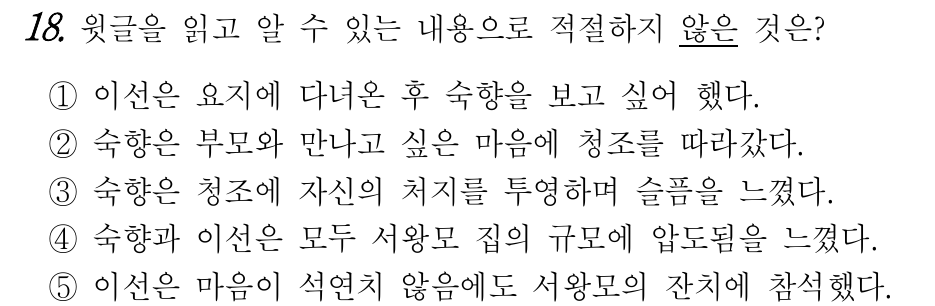 18. 윗글을 읽고 알 수 있는 내용으로 적절하지 않은 것은?
① 이선은 요지에 다녀온 후 숙향을 보고 싶어 했다.
② 숙향은 부모와 만나고 싶은 마음에 청조를 따라갔다.
③ 숙향은 청조에 자신의 처지를 투영하며 슬픔을 느꼈다.
④ 숙향과 이선은 모두 서왕모 집의 규모에 압도됨을 느꼈다.
⑤ 이선은 마음이 석연치 않음에도 서왕모의 잔치에 참석했다.